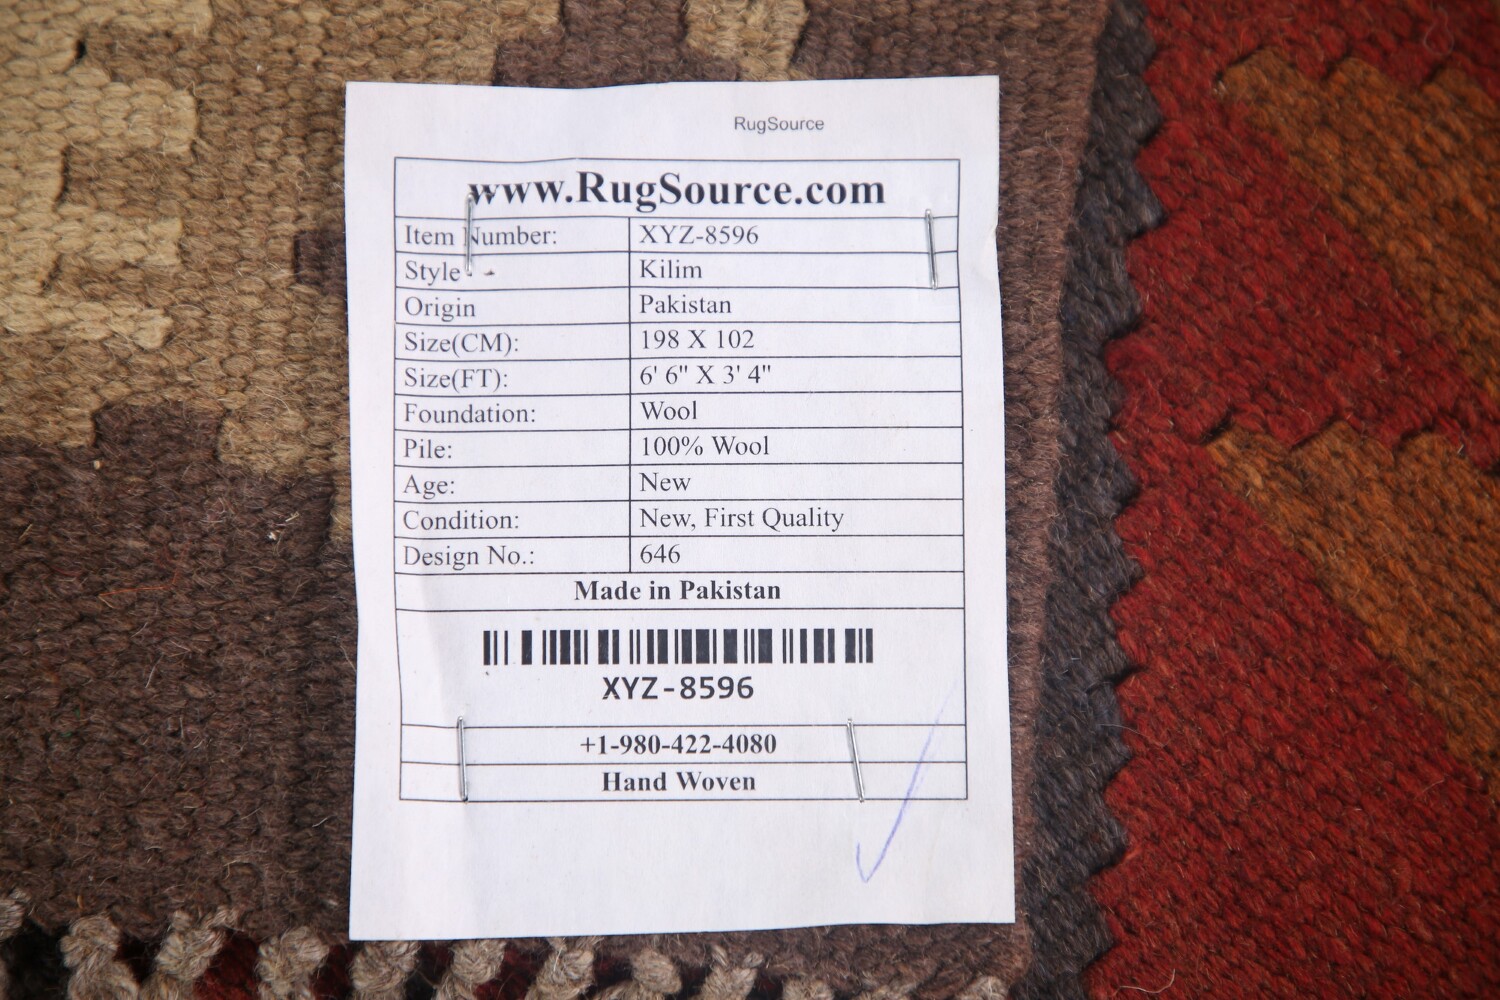 RugSource
www.RugSource.com
Item Number: XYZ-8596
Style Kilim
Origin Pakistan
Size(CM): 198 X 102
Size(FT): 6' 6" X 3' 4"
Foundation: Wool
Pile: 100% Wool
Age: New
Condition: New, First Quality
Design No.: 646
Made in Pakistan
XYZ-8596
+1-980-422-4080
Hand Woven